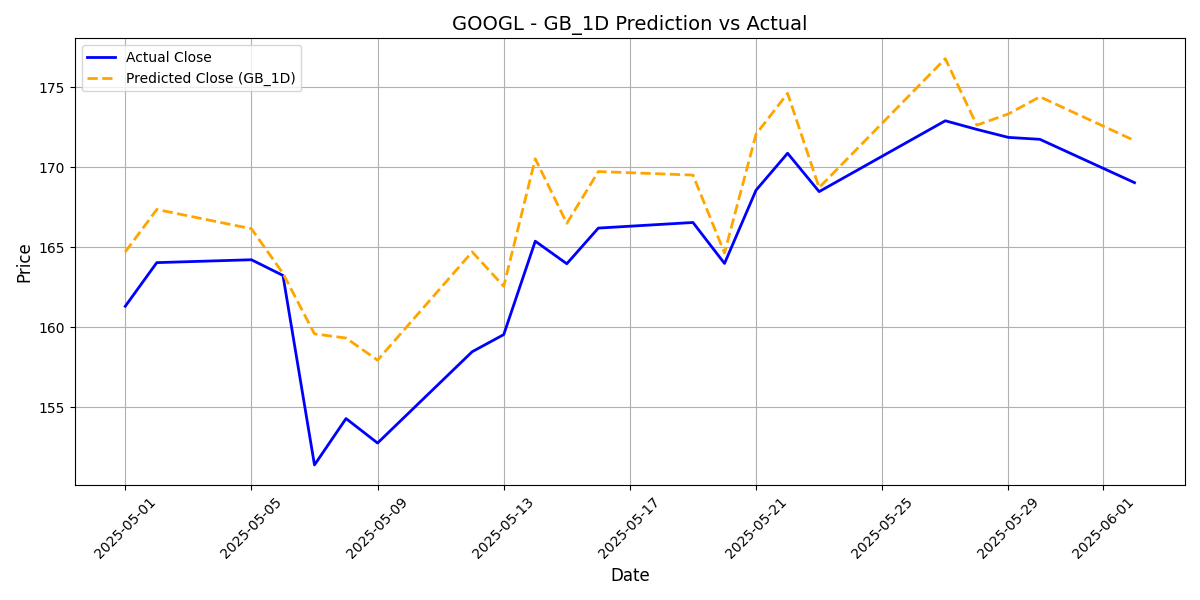 GOOGL - GB_1D Prediction vs Actual
Actual Close
Predicted Close (GB_1D)
175
170
165
160
155
Price
2025-05-01
2025-05-05
2025-05-09
2025-05-13
2025-05-17
2025-05-21
2025-05-25
2025-05-29
2025-06-01
Date